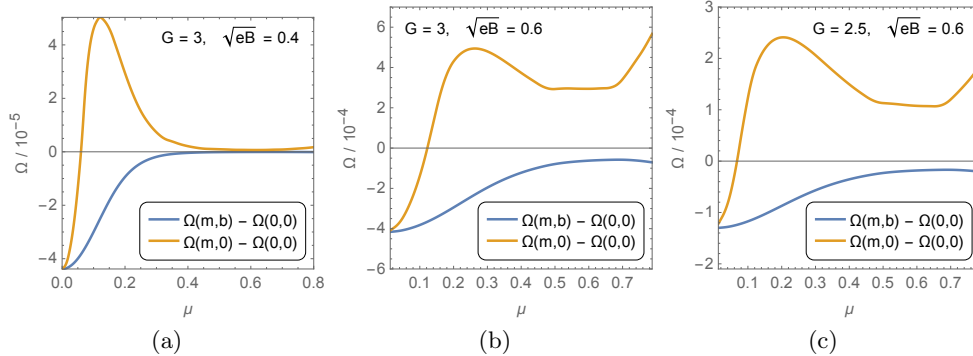 G = 3, √eB = 0.4
Ω / 10⁻⁵
4
2
0
−2
−4
0.0 0.2 0.4 0.6 0.8
μ
Ω(m,b) − Ω(0,0)
Ω(m,0) − Ω(0,0)
(a)
G = 3, √eB = 0.6
Ω / 10⁻⁴
6
4
2
0
−2
−4
−6
0.1 0.2 0.3 0.4 0.5 0.6 0.7
μ
Ω(m,b) − Ω(0,0)
Ω(m,0) − Ω(0,0)
(b)
G = 2.5, √eB = 0.6
Ω / 10⁻⁴
3
2
1
0
−1
−2
0.1 0.2 0.3 0.4 0.5 0.6 0.7
μ
Ω(m,b) − Ω(0,0)
Ω(m,0) − Ω(0,0)
(c)